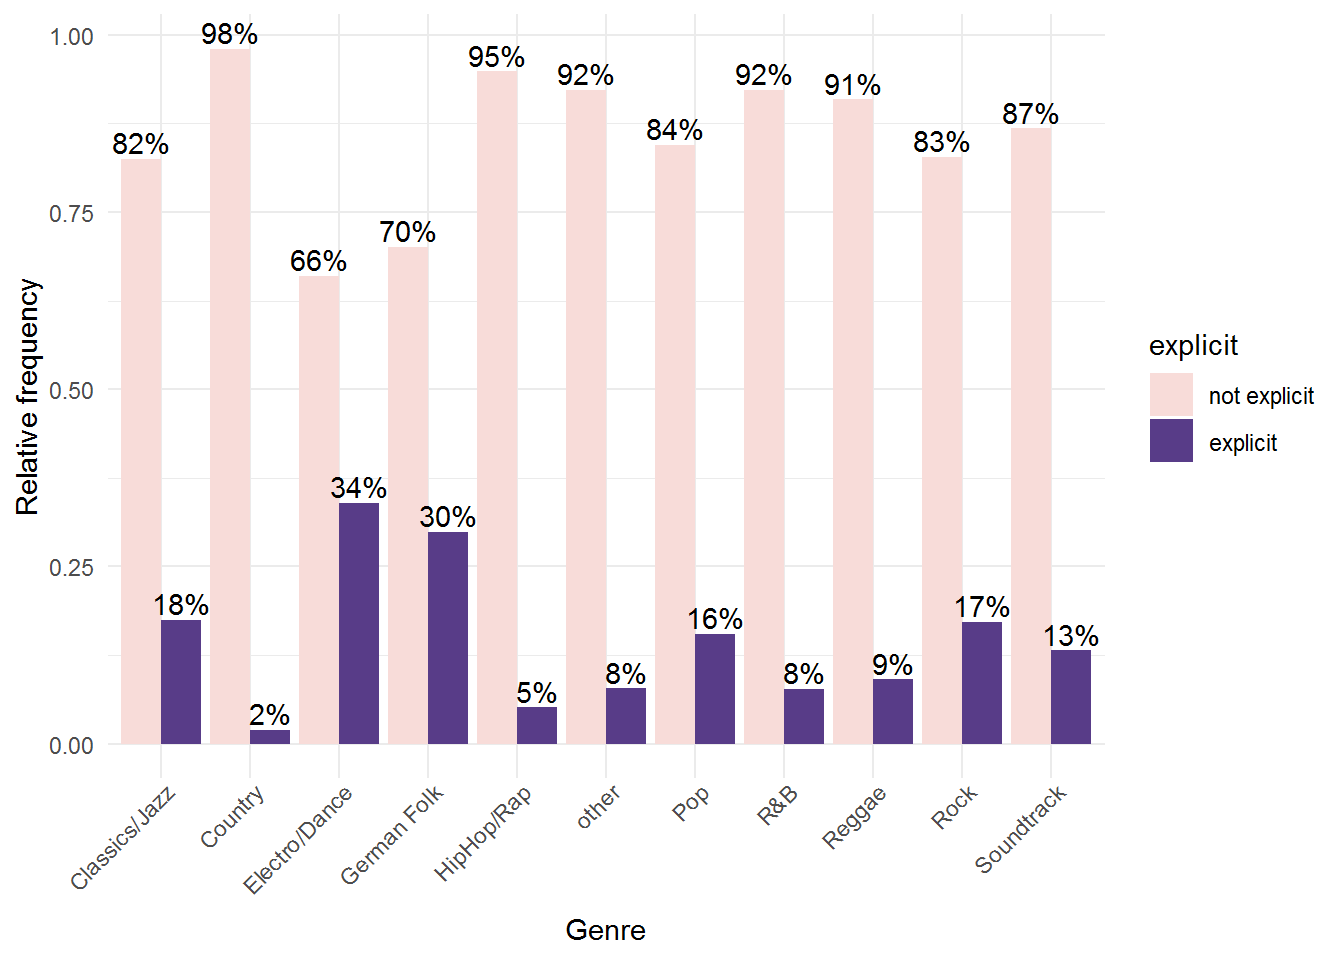 98%
95%
92%
92%
91%
87%
84%
83%
82%
70%
66%
34%
30%
18%
17%
16%
13%
9%
8%
8%
5%
2%
1.00
0.75
0.50
0.25
0.00
Relative frequency
Classics/Jazz
Country
Electro/Dance
German Folk
HipHop/Rap
other
Pop
R&B
Reggae
Rock
Soundtrack
Genre
explicit
not explicit
explicit